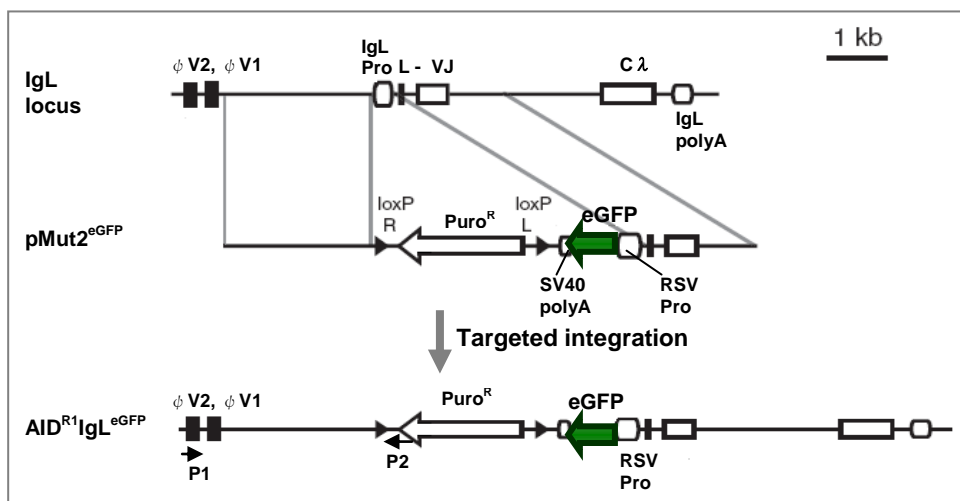 1 kb
IgL
Pro
L - VJ
C λ
ϕ V2, ϕ V1
IgL
locus
IgL
polyA
loxP
R
Puro^R
loxP
L
eGFP
pMut2^eGFP
SV40
polyA
RSV
Pro
Targeted integration
ϕ V2, ϕ V1
Puro^R
eGFP
AID^R1IgL^eGFP
P1
P2
RSV
Pro